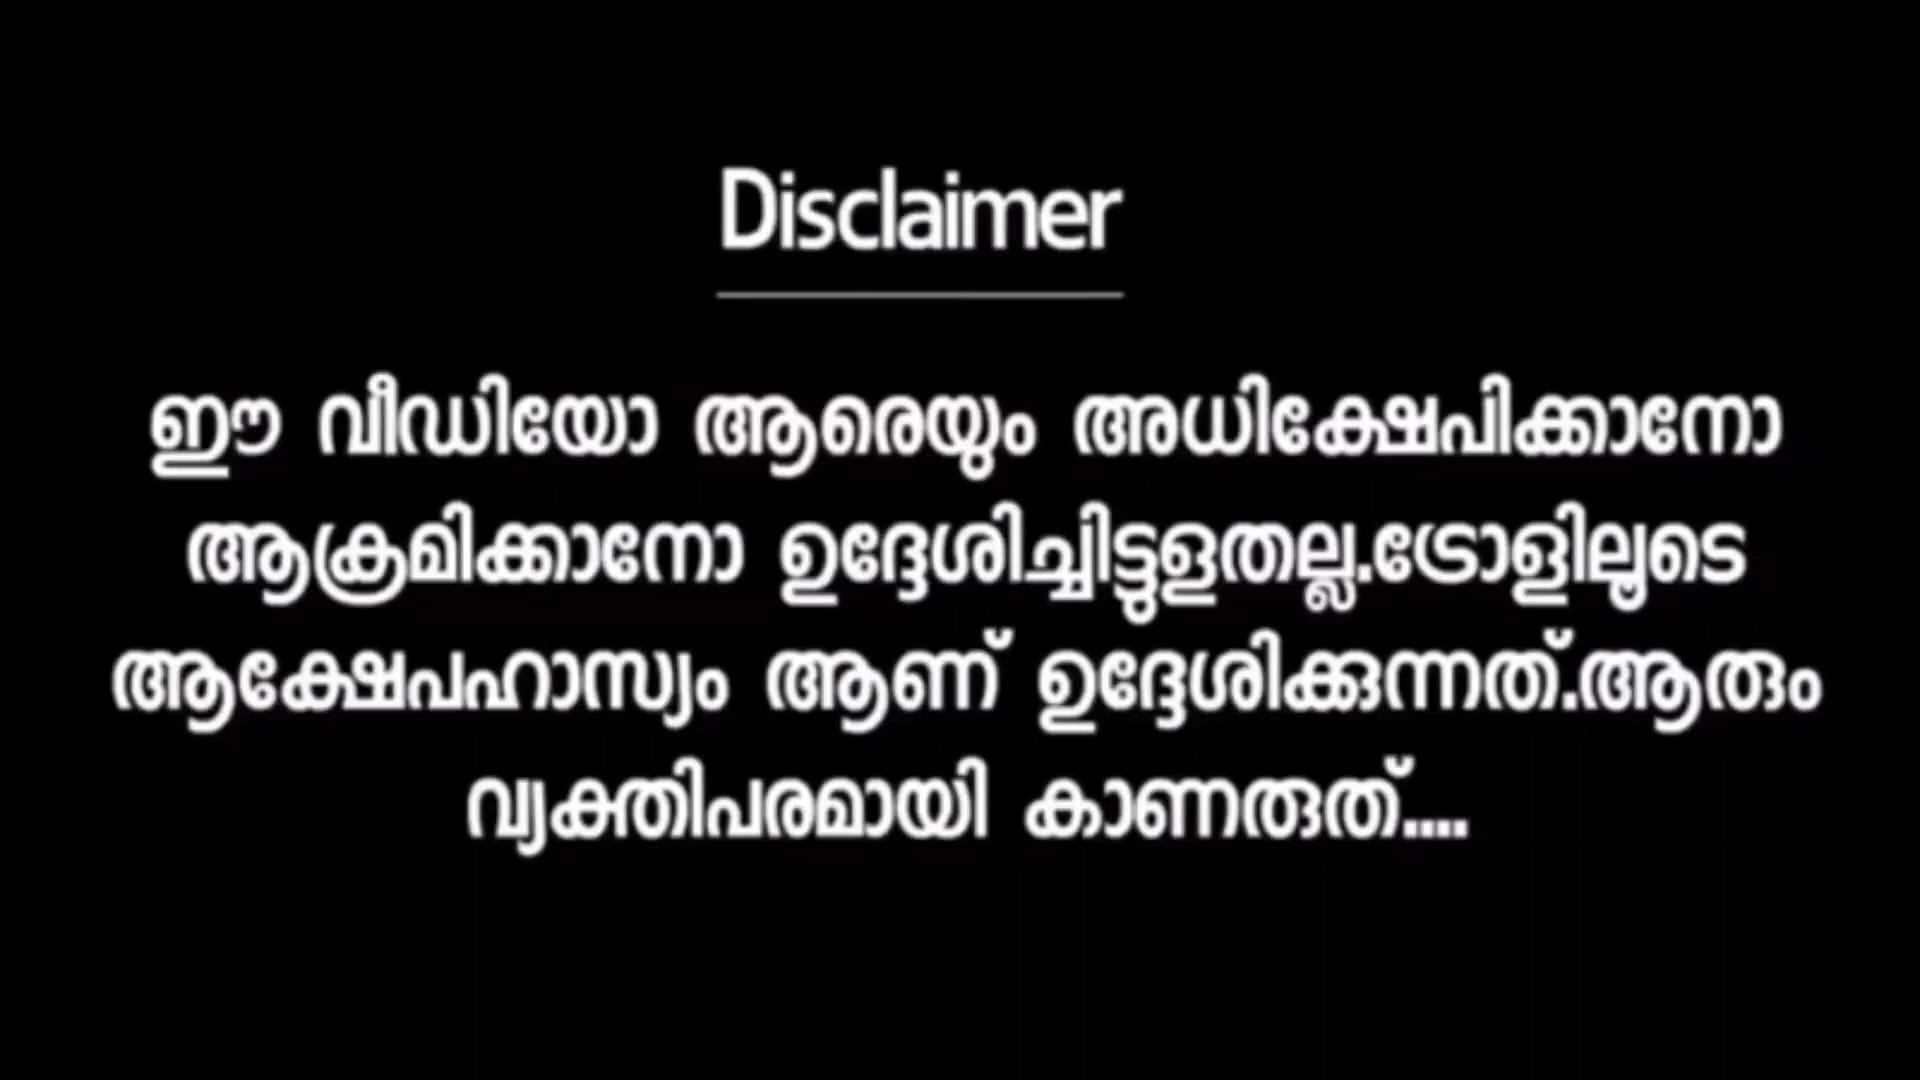 Disclaimer
ഈ വീഡിയോ ആരെയും അധിക്ഷേപിക്കാനോ
ആക്രമിക്കാനോ ഉദ്ദേശിച്ചിട്ടുളതല്ല.ട്രോളിലൂടെ
ആക്ഷേപഹാസ്യം ആണ് ഉദ്ദേശിക്കുന്നത്.ആരും
വ്യക്തിപരമായി കാണരുത്....